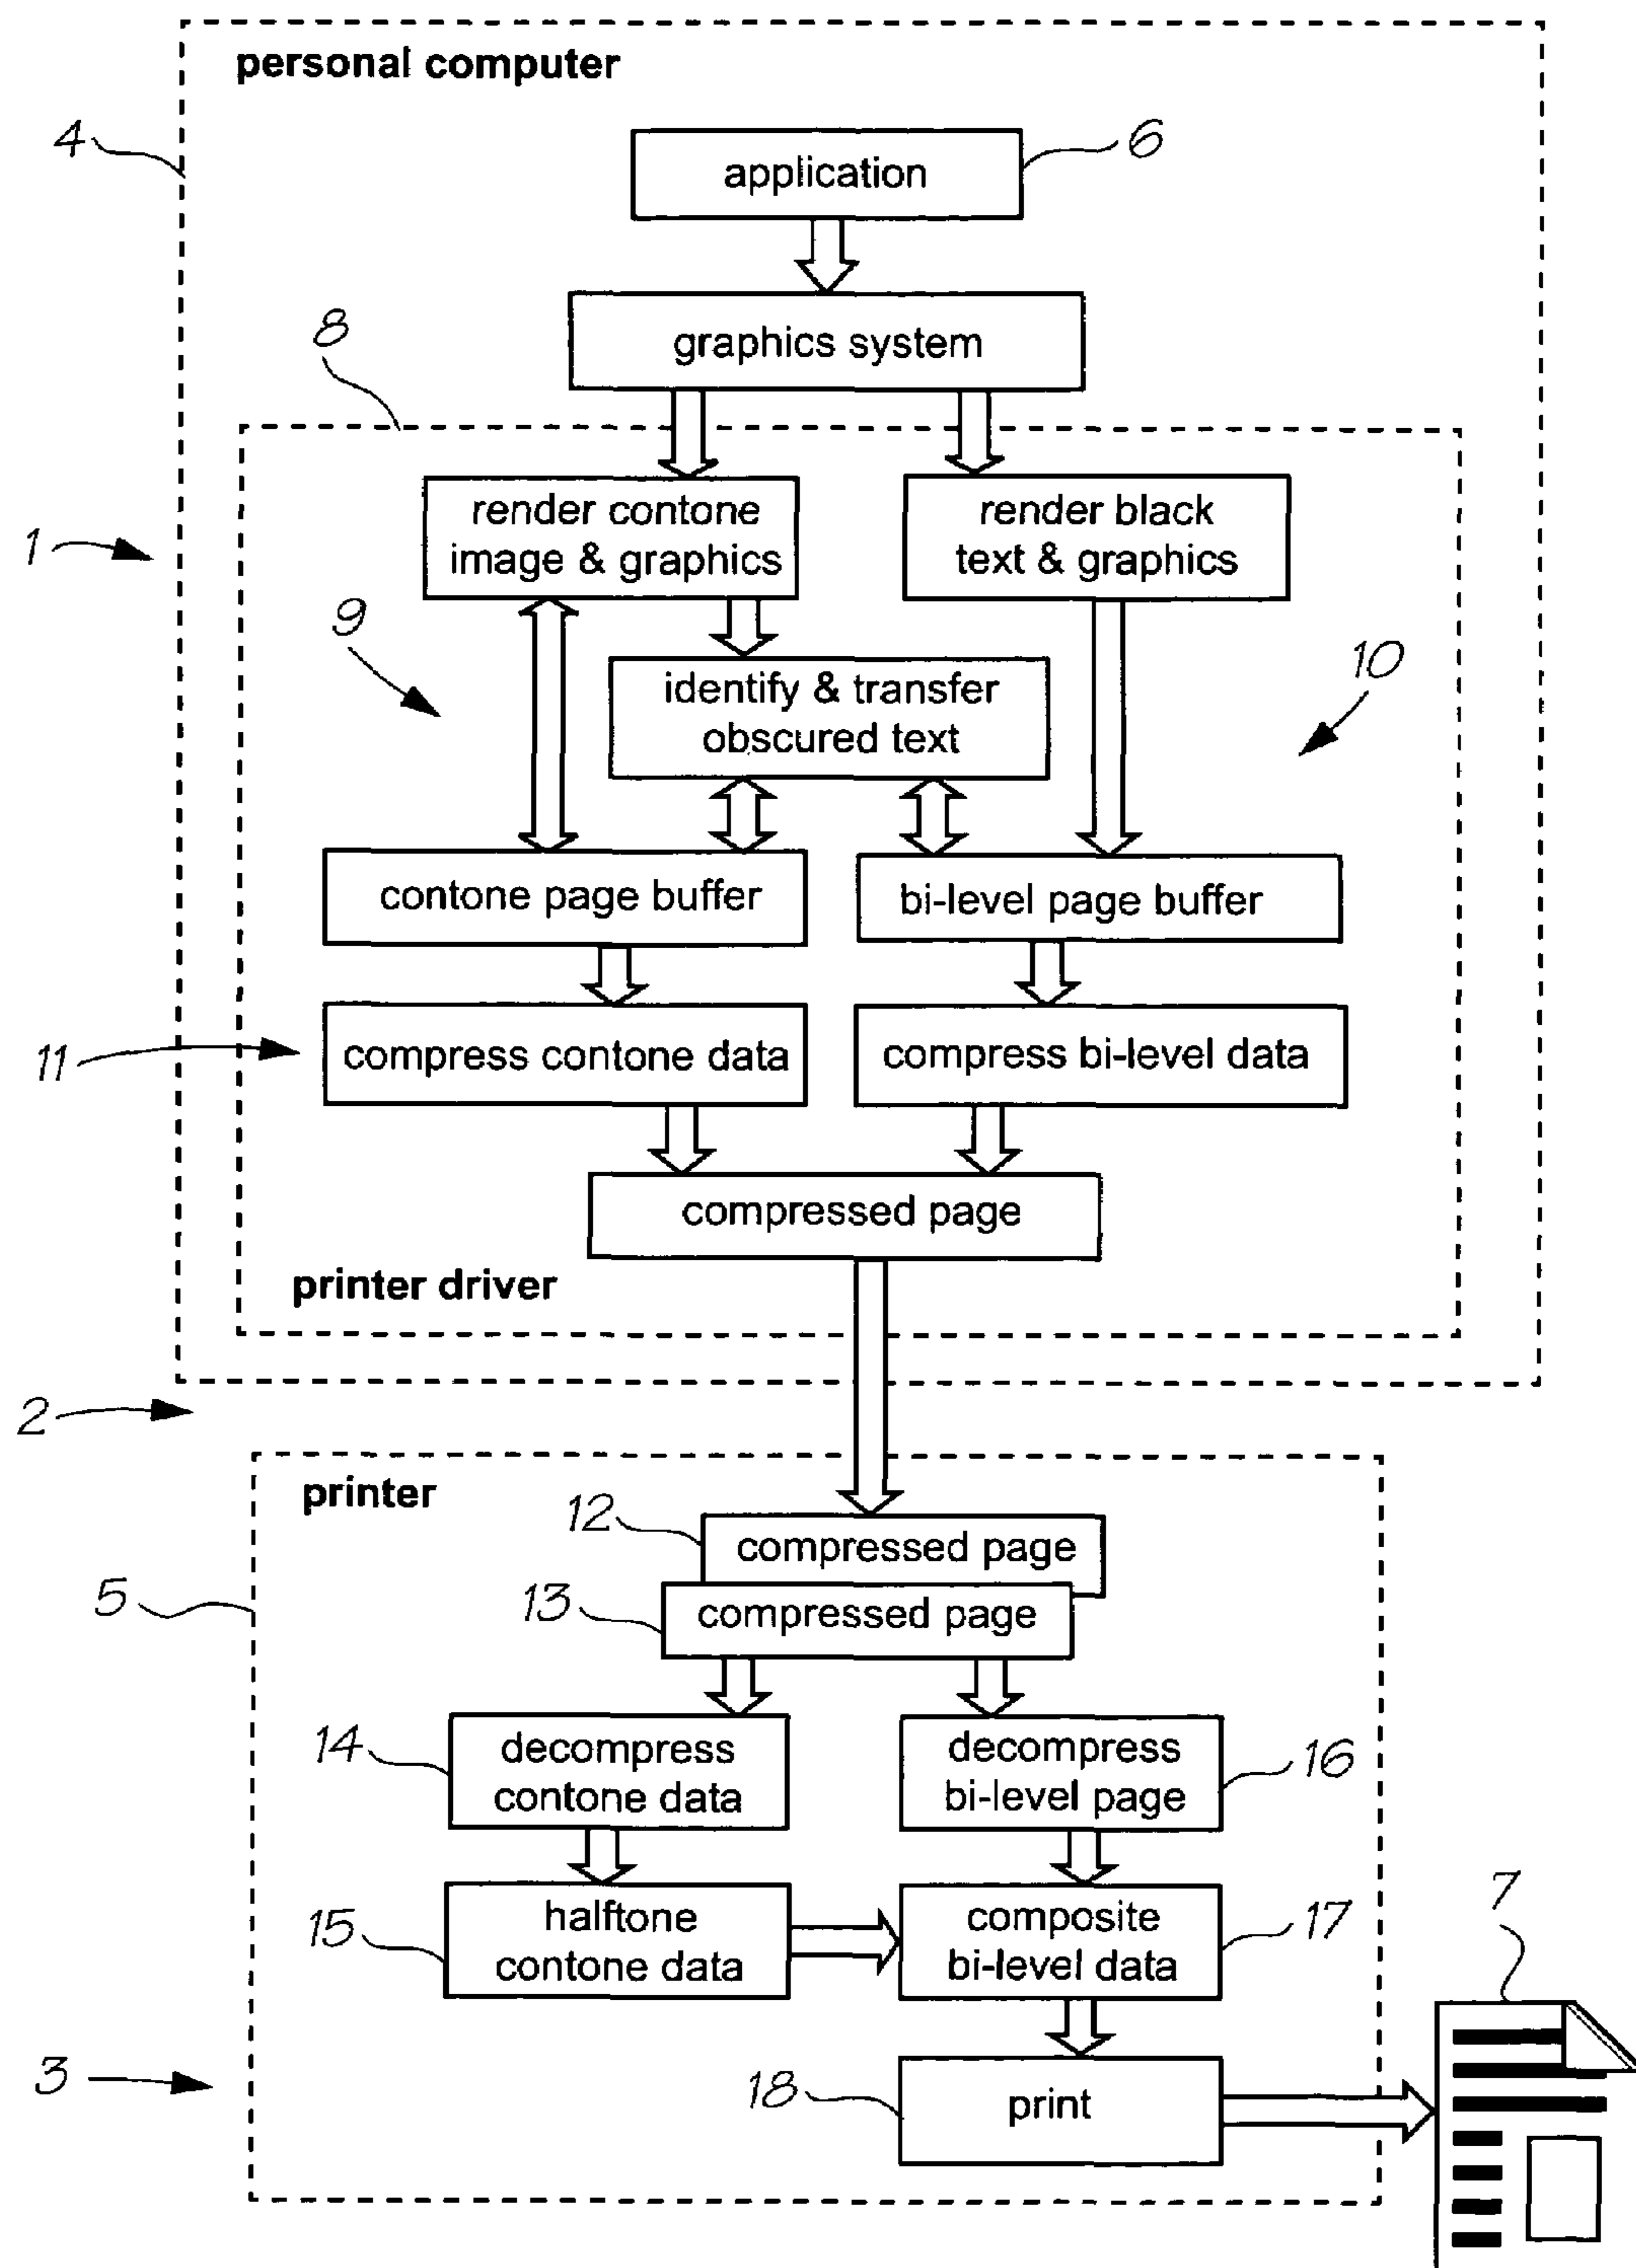 personal computer
4
application
6
graphics system
8
render contone
image & graphics
render black
text & graphics
1
9
identify & transfer
obscured text
10
contone page buffer
bi-level page buffer
11
compress contone data
compress bi-level data
compressed page
printer driver
2
printer
12
compressed page
5
13
compressed page
14
decompress
contone data
decompress
bi-level page
16
15
halftone
contone data
composite
bi-level data
17
7
3
18
print